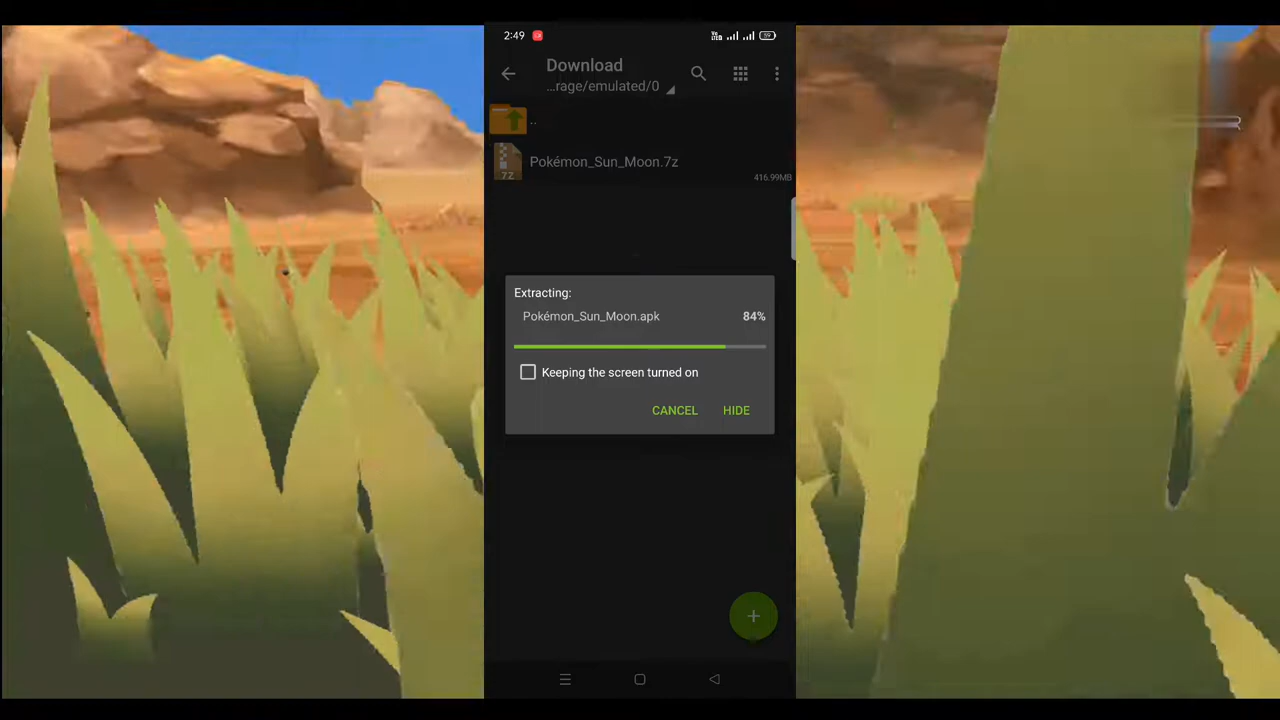 2:49
Download
...rage/emulated/0
..
Pokémon_Sun_Moon.7z
7Z
416.99MB
Extracting:
Pokémon_Sun_Moon.apk 84%
Keeping the screen turned on
CANCEL HIDE